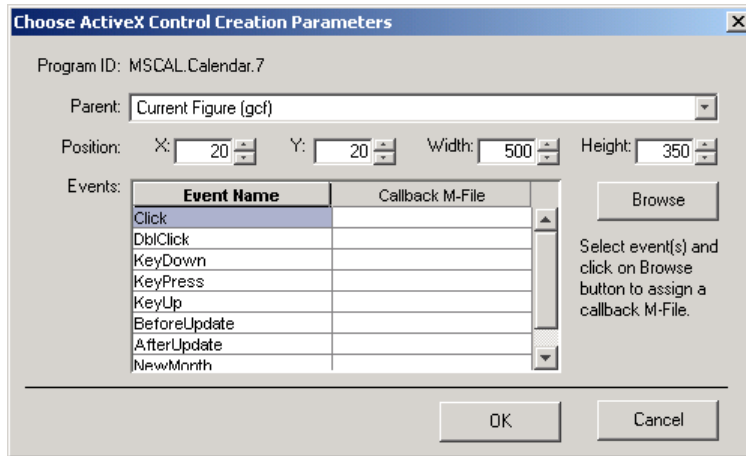 Choose ActiveX Control Creation Parameters
Program ID: MSCAL.Calendar.7
Parent: Current Figure (gcf)
Position: X: 20 Y: 20 Width: 500 Height: 350
Events: Event Name Callback M-File Browse
Click
DblClick
KeyDown
KeyPress
KeyUp
BeforeUpdate
AfterUpdate
NewMonth
Select event(s) and
click on Browse
button to assign a
callback M-File.
OK Cancel